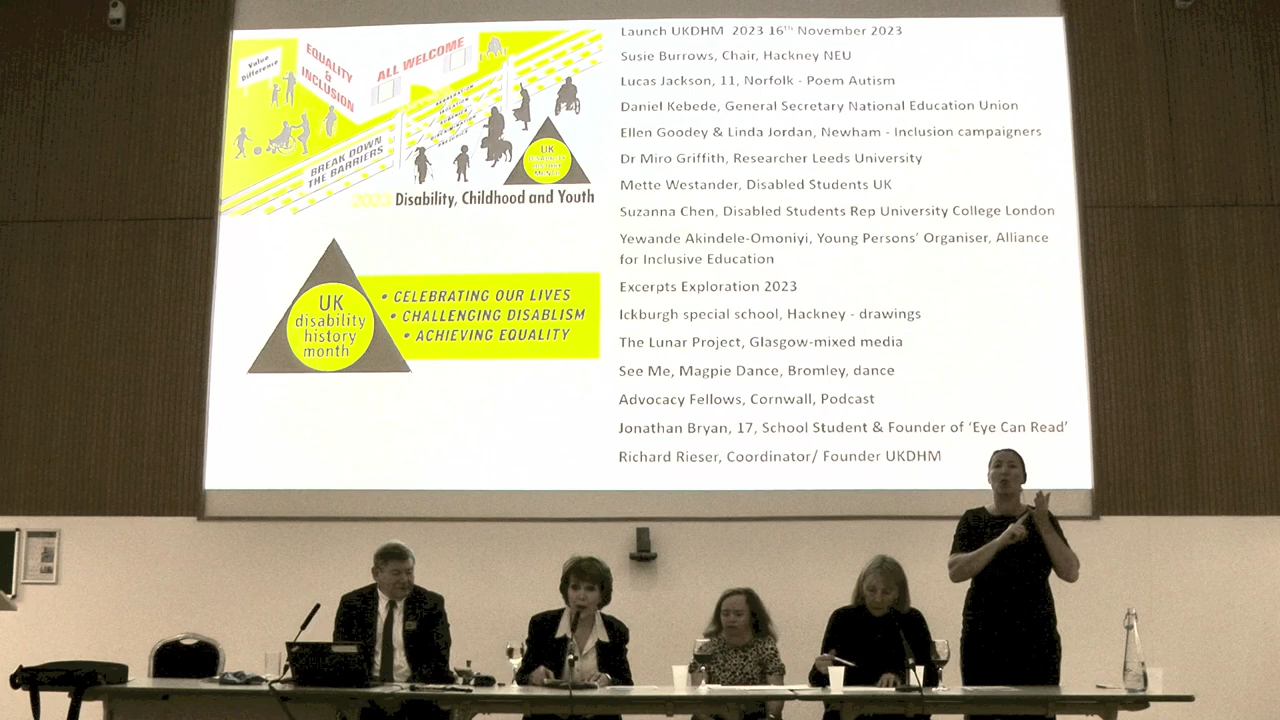 Value
Difference
EQUALITY
&
INCLUSION
ALL WELCOME
BREAK DOWN
THE BARRIERS
UK
DISABILITY
HISTORY
MONTH
2023 Disability, Childhood and Youth
UK
disability
history
month
• CELEBRATING OUR LIVES
• CHALLENGING DISABLISM
• ACHIEVING EQUALITY
Launch UKDHM 2023 16th November 2023
Susie Burrows, Chair, Hackney NEU
Lucas Jackson, 11, Norfolk - Poem Autism
Daniel Kebede, General Secretary National Education Union
Ellen Goodey & Linda Jordan, Newham - Inclusion campaigners
Dr Miro Griffith, Researcher Leeds University
Mette Westander, Disabled Students UK
Suzanna Chen, Disabled Students Rep University College London
Yewande Akindele-Omoniyi, Young Persons' Organiser, Alliance
for Inclusive Education
Excerpts Exploration 2023
Ickburgh special school, Hackney - drawings
The Lunar Project, Glasgow-mixed media
See Me, Magpie Dance, Bromley, dance
Advocacy Fellows, Cornwall, Podcast
Jonathan Bryan, 17, School Student & Founder of 'Eye Can Read'
Richard Rieser, Coordinator/ Founder UKDHM